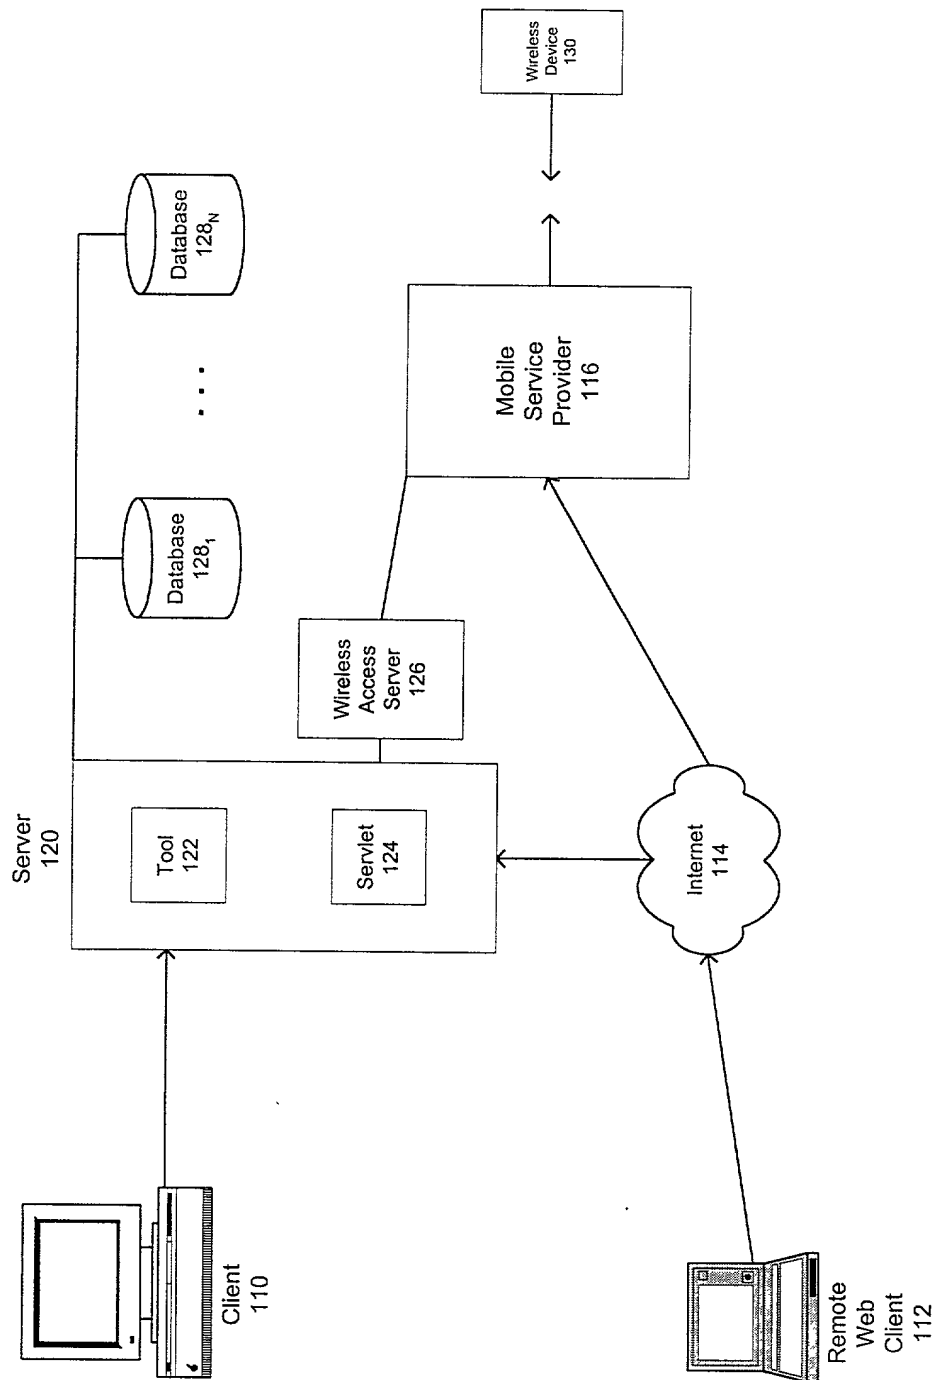 Server
120
Tool
122
Servlet
124
Database
128₁
. . .
Database
128N
Wireless
Access
Server
126
Mobile
Service
Provider
116
Wireless
Device
130
Internet
114
Client
110
Remote
Web
Client
112